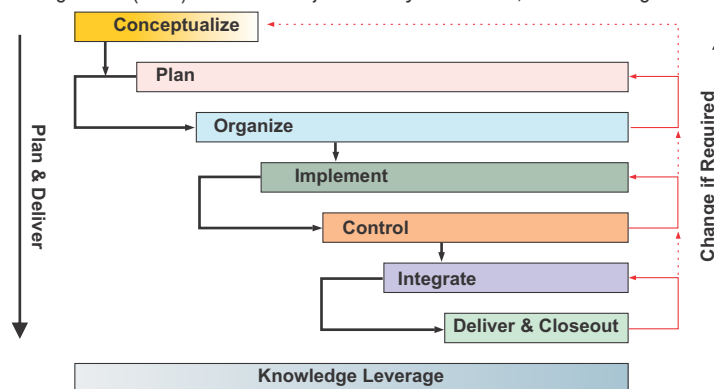 Conceptualize
Plan
Organize
Implement
Control
Integrate
Deliver & Closeout
Knowledge Leverage
Plan & Deliver
Change if Required